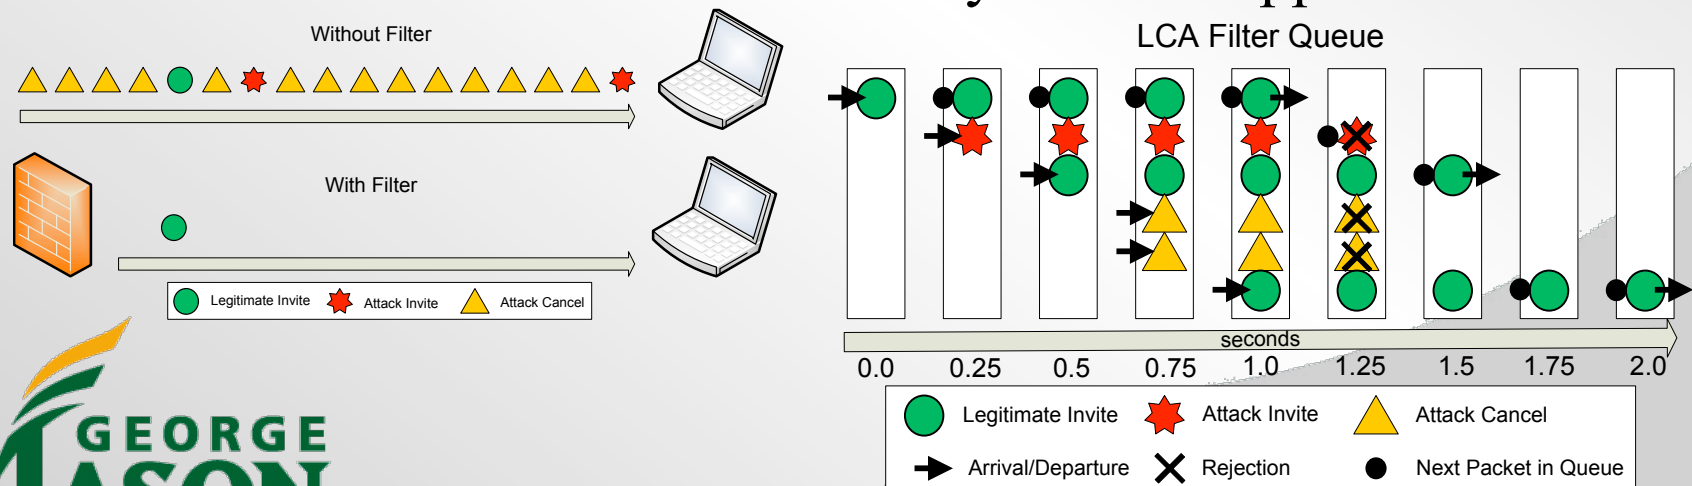 LCA Filter Queue
Without Filter
With Filter
Legitimate Invite
Attack Invite
Attack Cancel
seconds
0.0
0.25
0.5
0.75
1.0
1.25
1.5
1.75
2.0
Legitimate Invite
Attack Invite
Attack Cancel
Arrival/Departure
Rejection
Next Packet in Queue
GEORGE
MASON